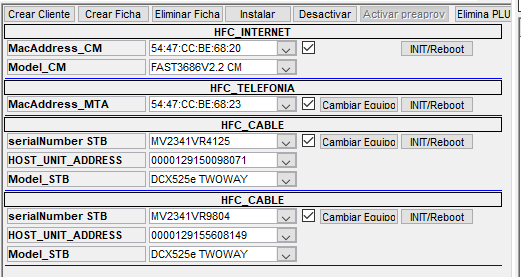 Crear Cliente Crear Ficha Eliminar Ficha Instalar Desactivar Activar preaprov Elimina PLU
HFC_INTERNET
MacAddress_CM 54:47:CC:BE:68:20 INIT/Reboot
Model_CM FAST3686V2.2 CM
HFC_TELEFONIA
MacAddress_MTA 54:47:CC:BE:68:23 Cambiar Equipo INIT/Reboot
HFC_CABLE
serialNumber STB MV2341VR4125 Cambiar Equipo INIT/Reboot
HOST_UNIT_ADDRESS 0000129150098071
Model_STB DCX525e TWOWAY
HFC_CABLE
serialNumber STB MV2341VR9804 Cambiar Equipo INIT/Reboot
HOST_UNIT_ADDRESS 0000129155608149
Model_STB DCX525e TWOWAY